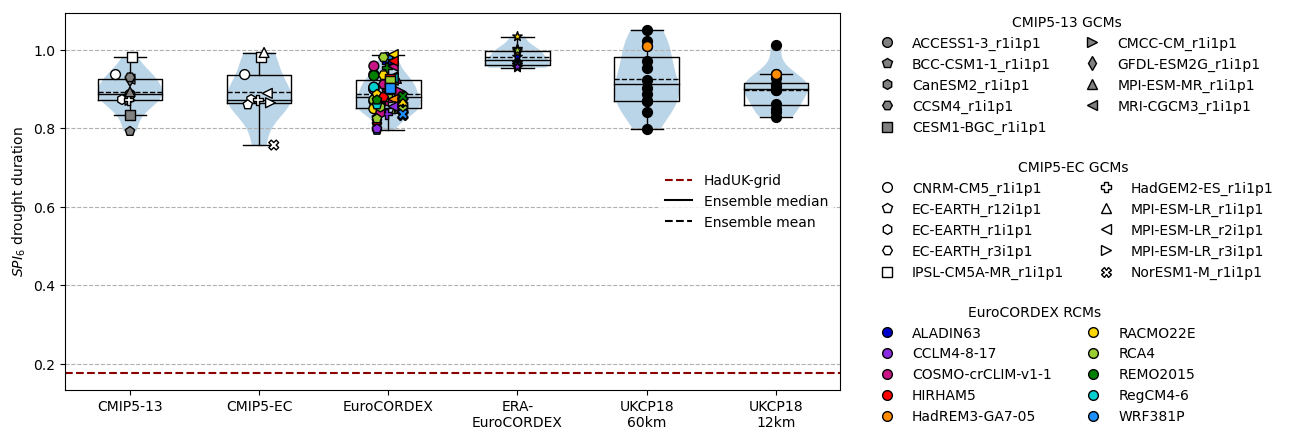 1.0
0.8
0.6
0.4
0.2
SPI₆ drought duration
CMIP5-13
CMIP5-EC
EuroCORDEX
ERA-
EuroCORDEX
UKCP18
60km
UKCP18
12km
HadUK-grid
Ensemble median
Ensemble mean
CMIP5-13 GCMs
ACCESS1-3_r1i1p1
BCC-CSM1-1_r1i1p1
CanESM2_r1i1p1
CCSM4_r1i1p1
CESM1-BGC_r1i1p1
CMCC-CM_r1i1p1
GFDL-ESM2G_r1i1p1
MPI-ESM-MR_r1i1p1
MRI-CGCM3_r1i1p1
CMIP5-EC GCMs
CNRM-CM5_r1i1p1
EC-EARTH_r12i1p1
EC-EARTH_r1i1p1
EC-EARTH_r3i1p1
IPSL-CM5A-MR_r1i1p1
HadGEM2-ES_r1i1p1
MPI-ESM-LR_r1i1p1
MPI-ESM-LR_r2i1p1
MPI-ESM-LR_r3i1p1
NorESM1-M_r1i1p1
EuroCORDEX RCMs
ALADIN63
CCLM4-8-17
COSMO-crCLIM-v1-1
HIRHAM5
HadREM3-GA7-05
RACMO22E
RCA4
REMO2015
RegCM4-6
WRF381P